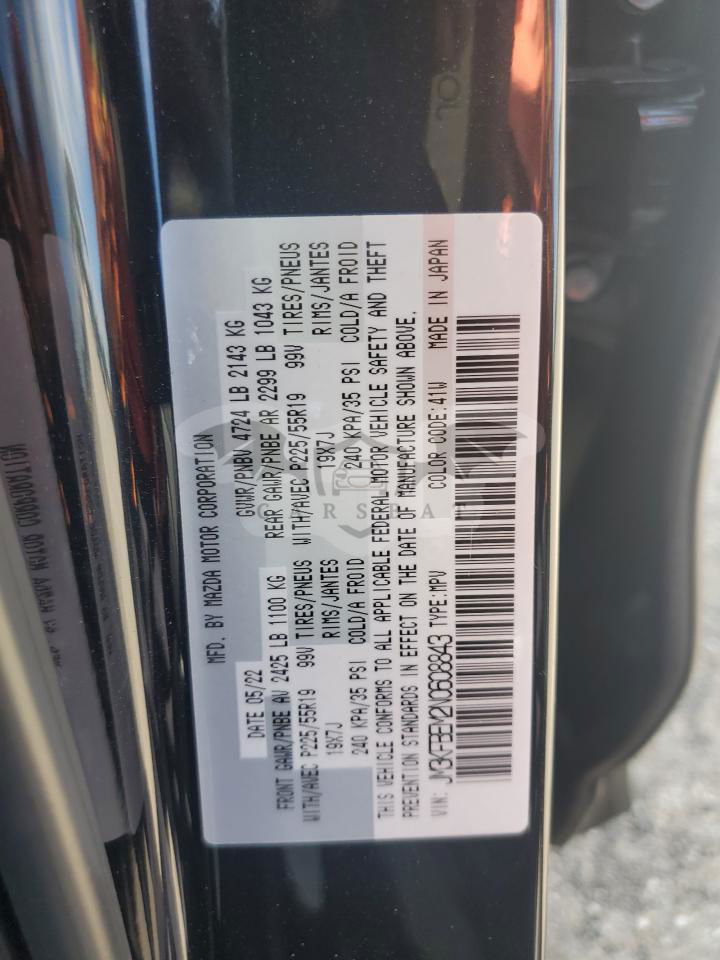 MFD. BY MAZDA MOTOR CORPORATION
DATE 05/22 GVWR/PNBV 4724 LB 2143 KG
FRONT GAWR/PNBE AV 2425 LB 1100 KG REAR GAWR/PNBE AR 2299 LB 1043 KG
WITH/AVEC P225/55R19 99V TIRES/PNEUS WITH/AVEC P225/55R19 99V TIRES/PNEUS
19X7J RIMS/JANTES 19X7J RIMS/JANTES
240 KPA/35 PSI COLD/A FROID 240 KPA/35 PSI COLD/A FROID
THIS VEHICLE CONFORMS TO ALL APPLICABLE FEDERAL MOTOR VEHICLE SAFETY AND THEFT
PREVENTION STANDARDS IN EFFECT ON THE DATE OF MANUFACTURE SHOWN ABOVE.
VIN: JM3KFBEM2N0608843 TYPE:MPV COLOR CODE:41W MADE IN JAPAN